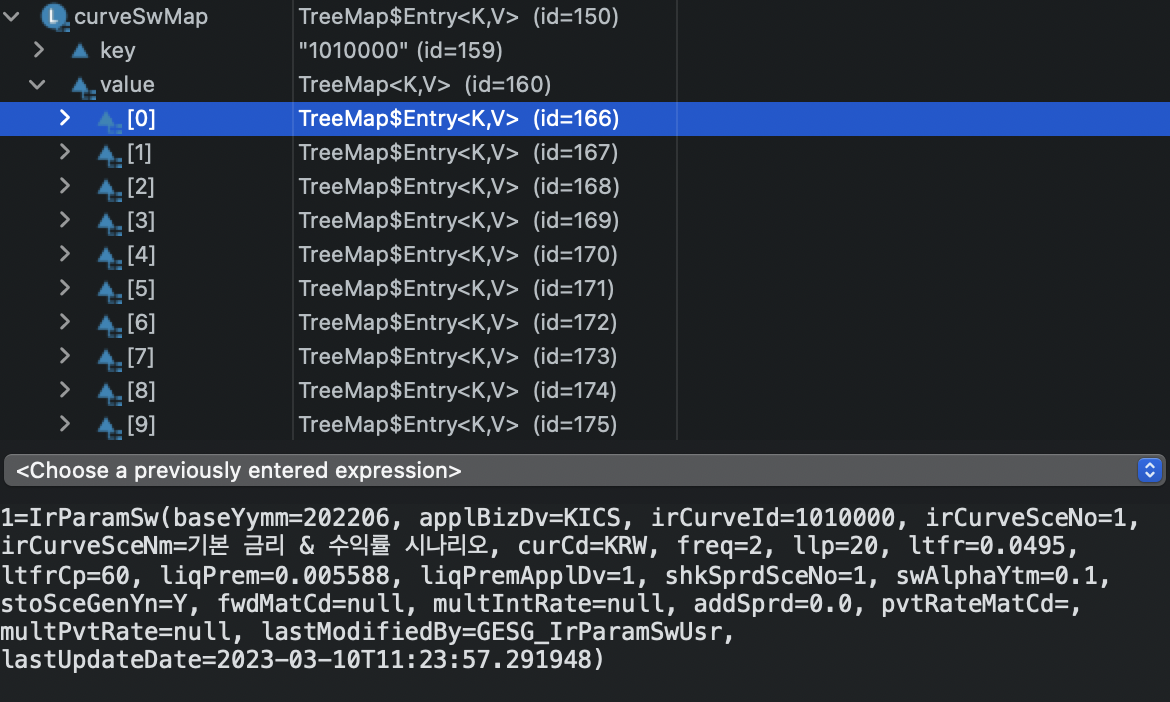 curveSwMap TreeMap$Entry<K,V> (id=150)
key "1010000" (id=159)
value TreeMap<K,V> (id=160)
[0] TreeMap$Entry<K,V> (id=166)
[1] TreeMap$Entry<K,V> (id=167)
[2] TreeMap$Entry<K,V> (id=168)
[3] TreeMap$Entry<K,V> (id=169)
[4] TreeMap$Entry<K,V> (id=170)
[5] TreeMap$Entry<K,V> (id=171)
[6] TreeMap$Entry<K,V> (id=172)
[7] TreeMap$Entry<K,V> (id=173)
[8] TreeMap$Entry<K,V> (id=174)
[9] TreeMap$Entry<K,V> (id=175)
<Choose a previously entered expression>
1=IrParamSw(baseYymm=202206, applBizDv=KICS, irCurveId=1010000, irCurveSceNo=1,
irCurveSceNm=기본 금리 & 수익률 시나리오, curCd=KRW, freq=2, llp=20, ltfr=0.0495,
ltfrCp=60, liqPrem=0.005588, liqPremApplDv=1, shkSprdSceNo=1, swAlphaYtm=0.1,
stoSceGenYn=Y, fwdMatCd=null, multIntRate=null, addSprd=0.0, pvtRateMatCd=,
multPvtRate=null, lastModifiedBy=GESG_IrParamSwUsr,
lastUpdateDate=2023-03-10T11:23:57.291948)